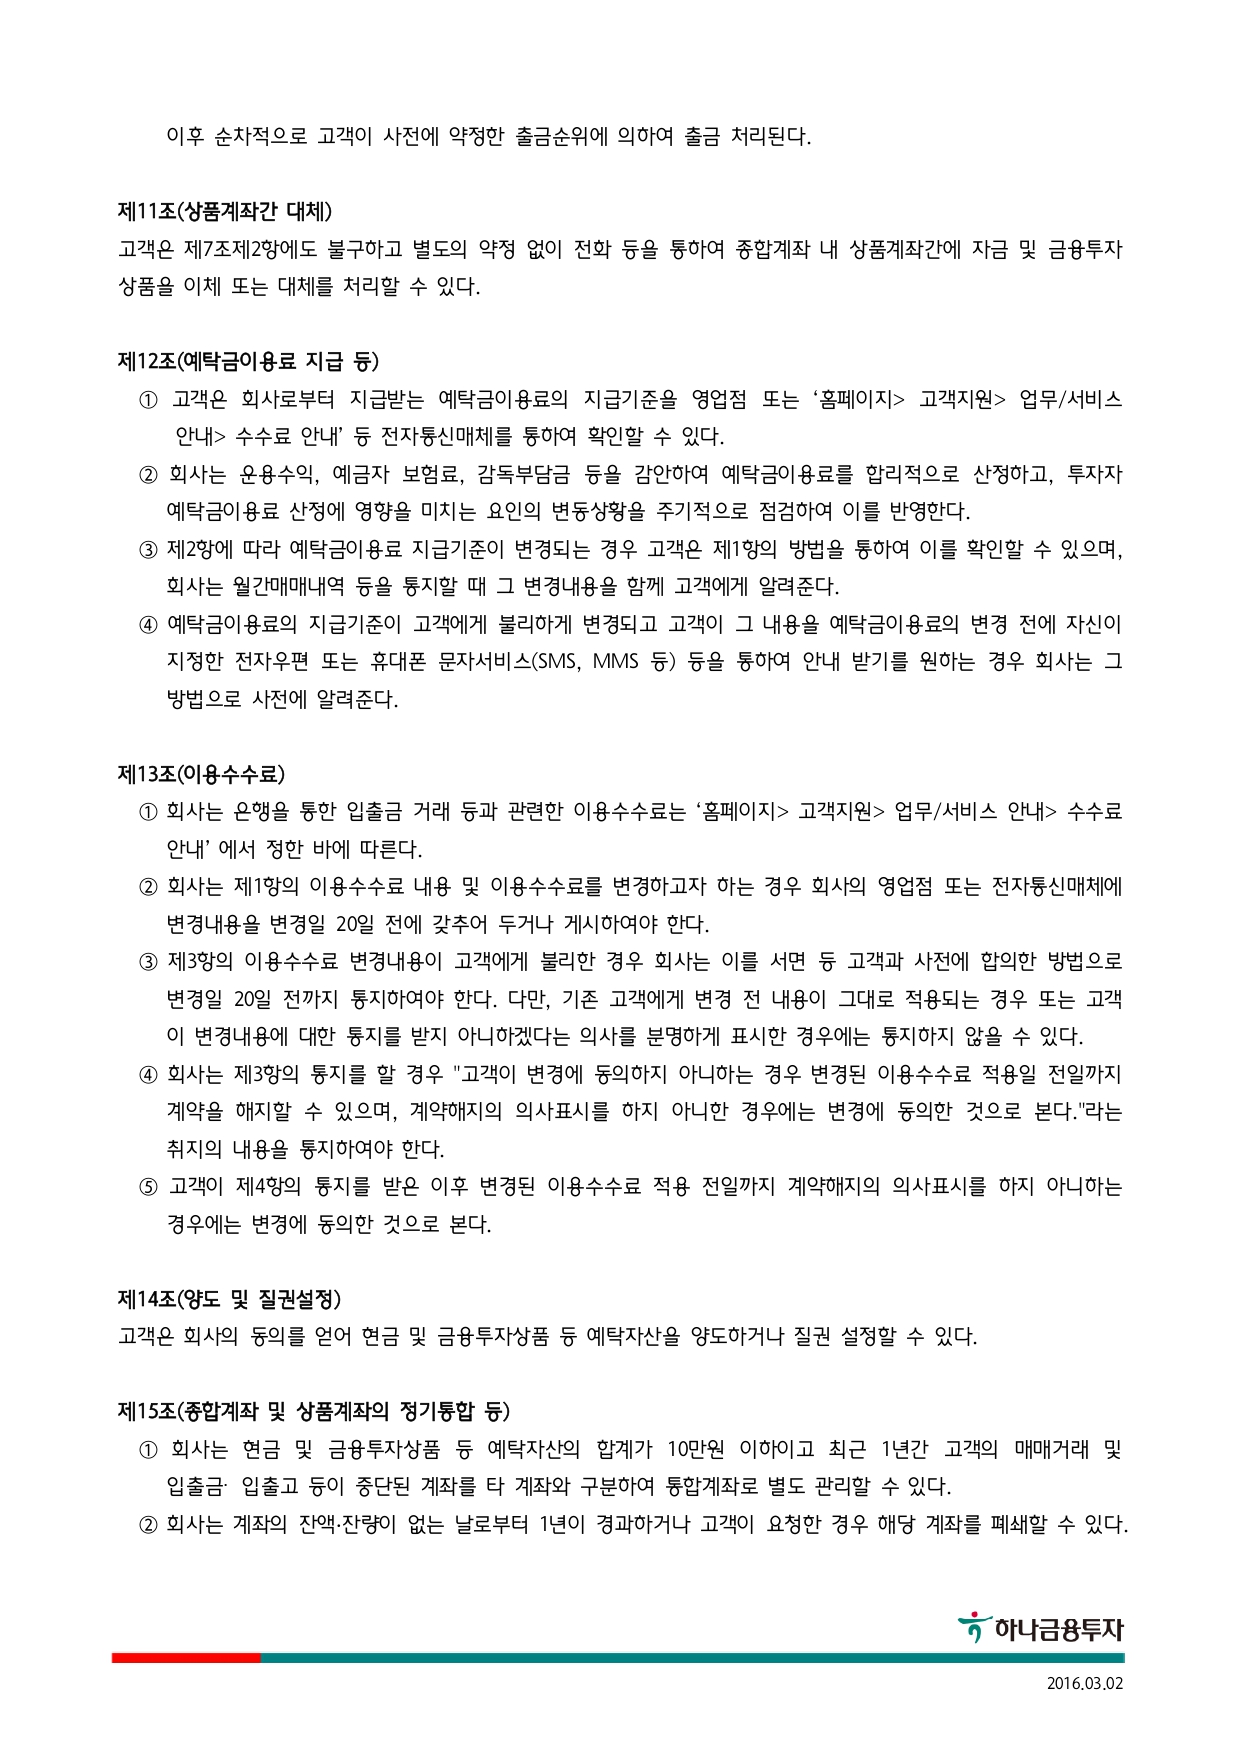 이후 순차적으로 고객이 사전에 약정한 출금순위에 의하여 출금 처리된다.
제11조(상품계좌간 대체)
고객은 제7조제2항에도 불구하고 별도의 약정 없이 전화 등을 통하여 종합계좌 내 상품계좌간에 자금 및 금융투자
상품을 이체 또는 대체를 처리할 수 있다.
제12조(예탁금이용료 지급 등)
① 고객은 회사로부터 지급받는 예탁금이용료의 지급기준을 영업점 또는 ‘홈페이지> 고객지원> 업무/서비스
안내> 수수료 안내’ 등 전자통신매체를 통하여 확인할 수 있다.
② 회사는 운용수익, 예금자 보험료, 감독부담금 등을 감안하여 예탁금이용료를 합리적으로 산정하고, 투자자
예탁금이용료 산정에 영향을 미치는 요인의 변동상황을 주기적으로 점검하여 이를 반영한다.
③ 제2항에 따라 예탁금이용료 지급기준이 변경되는 경우 고객은 제1항의 방법을 통하여 이를 확인할 수 있으며,
회사는 월간매매내역 등을 통지할 때 그 변경내용을 함께 고객에게 알려준다.
④ 예탁금이용료의 지급기준이 고객에게 불리하게 변경되고 고객이 그 내용을 예탁금이용료의 변경 전에 자신이
지정한 전자우편 또는 휴대폰 문자서비스(SMS, MMS 등) 등을 통하여 안내 받기를 원하는 경우 회사는 그
방법으로 사전에 알려준다.
제13조(이용수수료)
① 회사는 은행을 통한 입출금 거래 등과 관련한 이용수수료는 ‘홈페이지> 고객지원> 업무/서비스 안내> 수수료
안내’ 에서 정한 바에 따른다.
② 회사는 제1항의 이용수수료 내용 및 이용수수료를 변경하고자 하는 경우 회사의 영업점 또는 전자통신매체에
변경내용을 변경일 20일 전에 갖추어 두거나 게시하여야 한다.
③ 제3항의 이용수수료 변경내용이 고객에게 불리한 경우 회사는 이를 서면 등 고객과 사전에 합의한 방법으로
변경일 20일 전까지 통지하여야 한다. 다만, 기존 고객에게 변경 전 내용이 그대로 적용되는 경우 또는 고객
이 변경내용에 대한 통지를 받지 아니하겠다는 의사를 분명하게 표시한 경우에는 통지하지 않을 수 있다.
④ 회사는 제3항의 통지를 할 경우 "고객이 변경에 동의하지 아니하는 경우 변경된 이용수수료 적용일 전일까지
계약을 해지할 수 있으며, 계약해지의 의사표시를 하지 아니한 경우에는 변경에 동의한 것으로 본다."라는
취지의 내용을 통지하여야 한다.
⑤ 고객이 제4항의 통지를 받은 이후 변경된 이용수수료 적용 전일까지 계약해지의 의사표시를 하지 아니하는
경우에는 변경에 동의한 것으로 본다.
제14조(양도 및 질권설정)
고객은 회사의 동의를 얻어 현금 및 금융투자상품 등 예탁자산을 양도하거나 질권 설정할 수 있다.
제15조(종합계좌 및 상품계좌의 정기통합 등)
① 회사는 현금 및 금융투자상품 등 예탁자산의 합계가 10만원 이하이고 최근 1년간 고객의 매매거래 및
입출금· 입출고 등이 중단된 계좌를 타 계좌와 구분하여 통합계좌로 별도 관리할 수 있다.
② 회사는 계좌의 잔액·잔량이 없는 날로부터 1년이 경과하거나 고객이 요청한 경우 해당 계좌를 폐쇄할 수 있다.
하나금융투자
2016.03.02